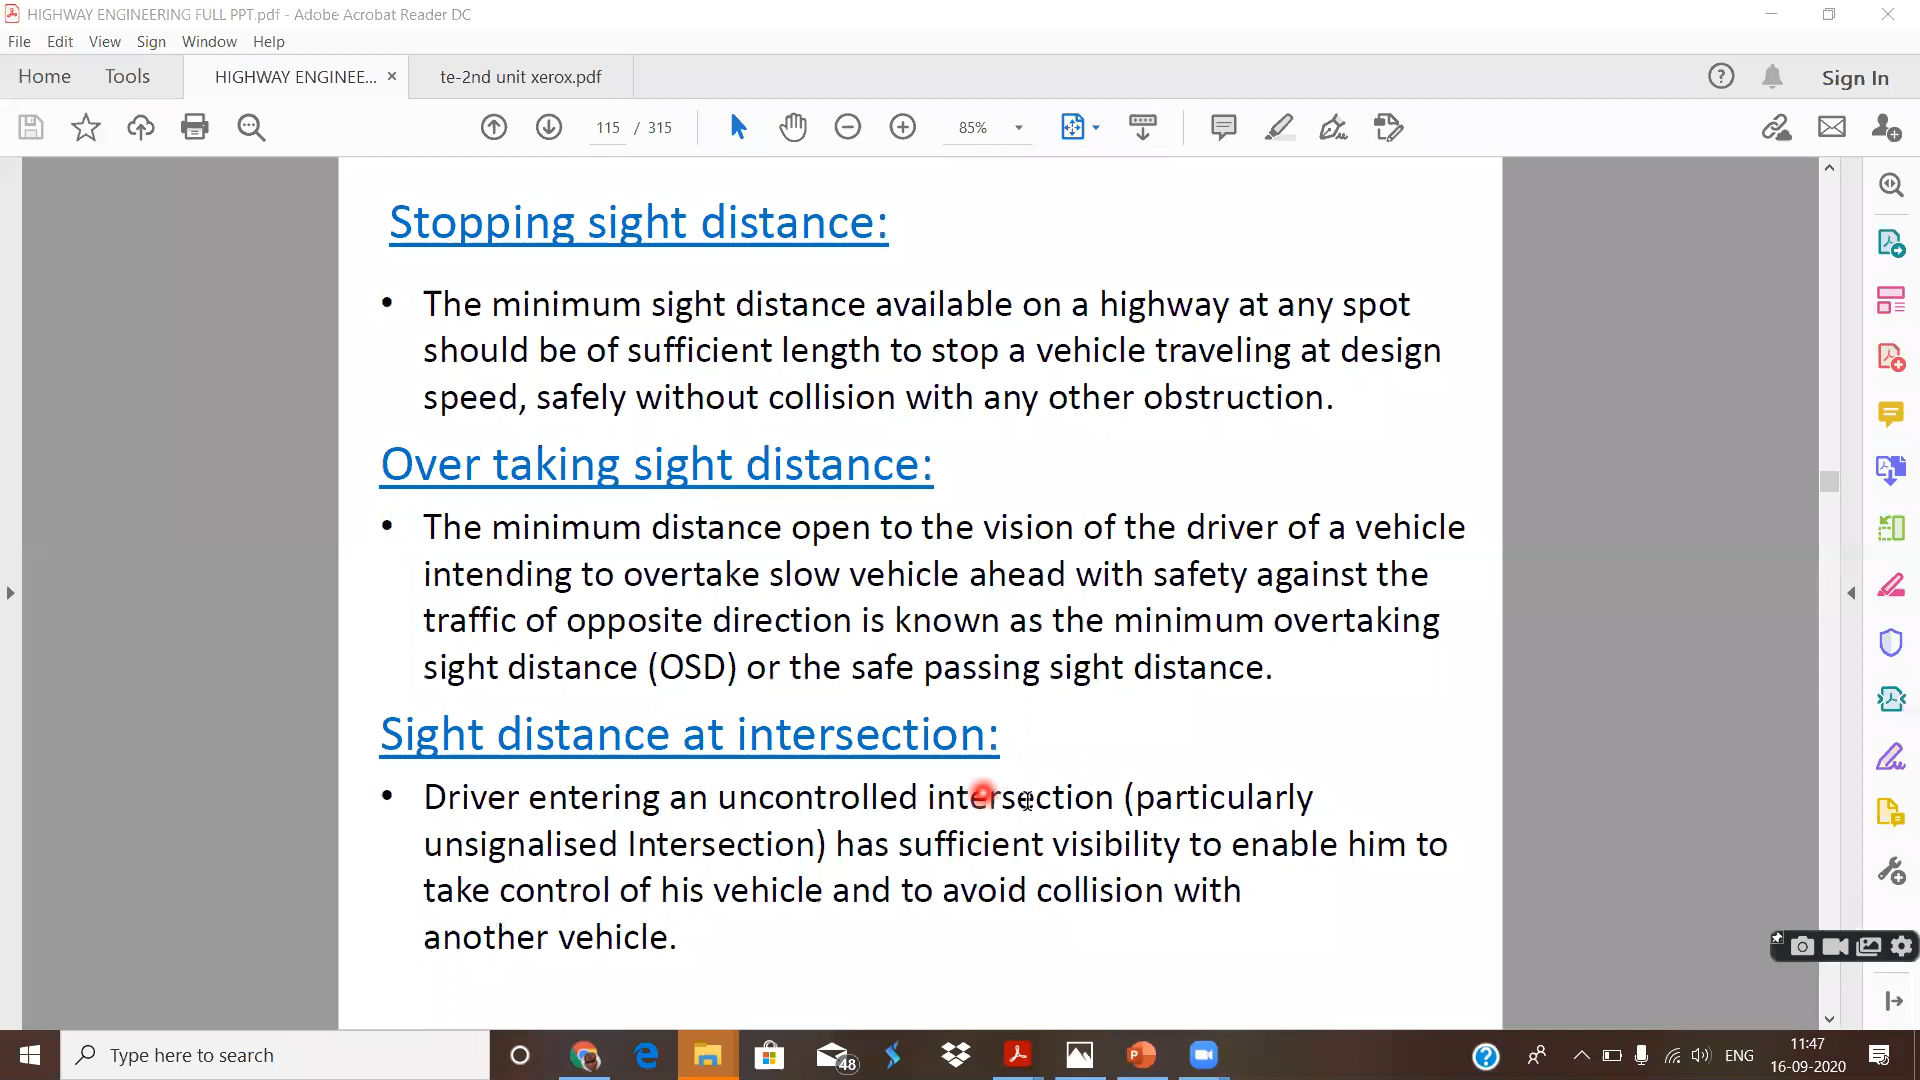 HIGHWAY ENGINEERING FULL PPT.pdf - Adobe Acrobat Reader DC
File Edit View Sign Window Help
Home Tools HIGHWAY ENGINEE... × te-2nd unit xerox.pdf Sign In
115 / 315 85%
Stopping sight distance:
• The minimum sight distance available on a highway at any spot
should be of sufficient length to stop a vehicle traveling at design
speed, safely without collision with any other obstruction.
Over taking sight distance:
• The minimum distance open to the vision of the driver of a vehicle
intending to overtake slow vehicle ahead with safety against the
traffic of opposite direction is known as the minimum overtaking
sight distance (OSD) or the safe passing sight distance.
Sight distance at intersection:
• Driver entering an uncontrolled intersection (particularly
unsignalised Intersection) has sufficient visibility to enable him to
take control of his vehicle and to avoid collision with
another vehicle.
Type here to search 48 ENG 11:47
16-09-2020